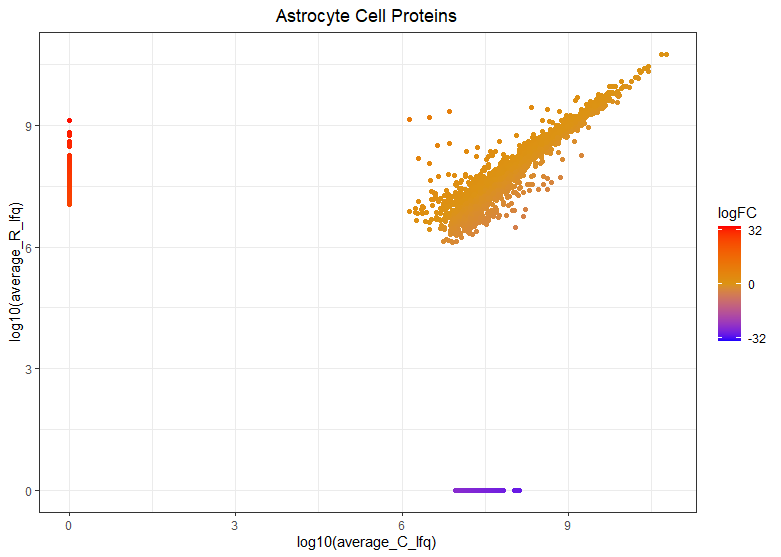 Astrocyte Cell Proteins
log10(average_R_lfq)
9
6
3
0
0
3
6
9
log10(average_C_lfq)
logFC
32
0
-32